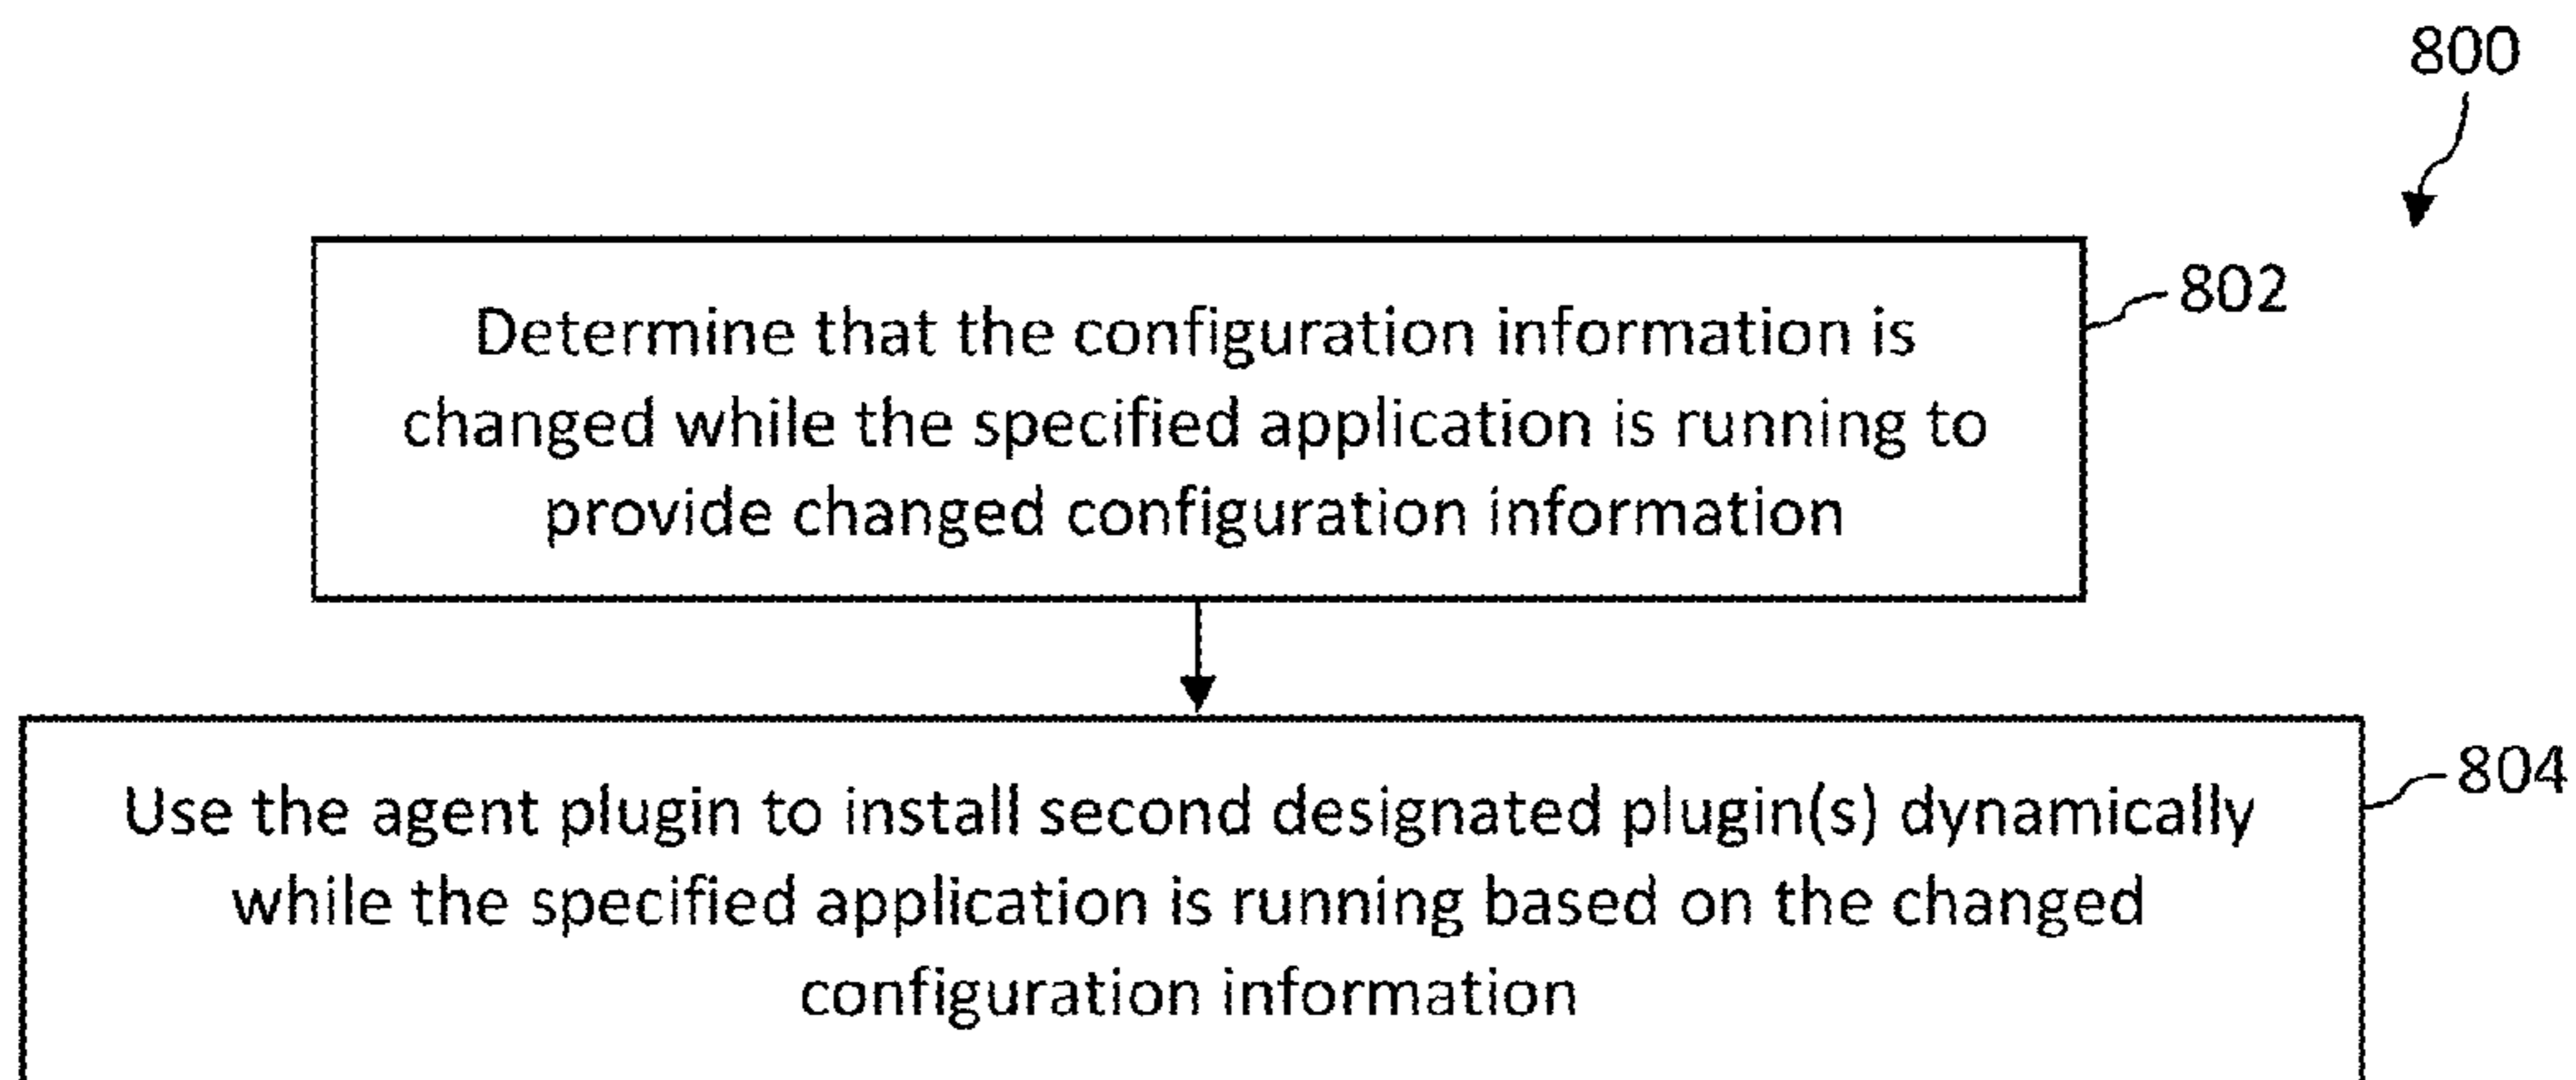 800
802
Determine that the configuration information is
changed while the specified application is running to
provide changed configuration information
804
Use the agent plugin to install second designated plugin(s) dynamically
while the specified application is running based on the changed
configuration information